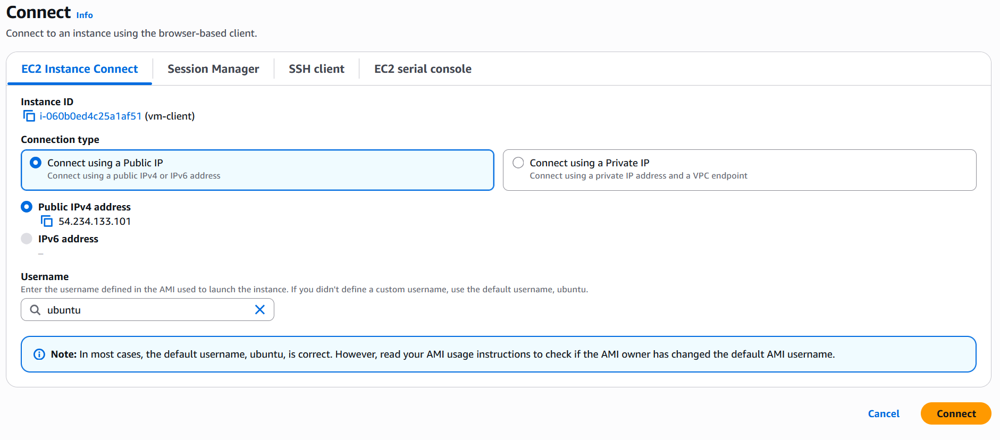 Connect Info
Connect to an instance using the browser-based client.
EC2 Instance Connect
Session Manager
SSH client
EC2 serial console
Instance ID
i-060b0ed4c25a1af51 (vm-client)
Connection type
Connect using a Public IP
Connect using a public IPv4 or IPv6 address
Connect using a Private IP
Connect using a private IP address and a VPC endpoint
Public IPv4 address
54.234.133.101
IPv6 address
–
Username
Enter the username defined in the AMI used to launch the instance. If you didn't define a custom username, use the default username, ubuntu.
ubuntu
Note: In most cases, the default username, ubuntu, is correct. However, read your AMI usage instructions to check if the AMI owner has changed the default AMI username.
Cancel
Connect